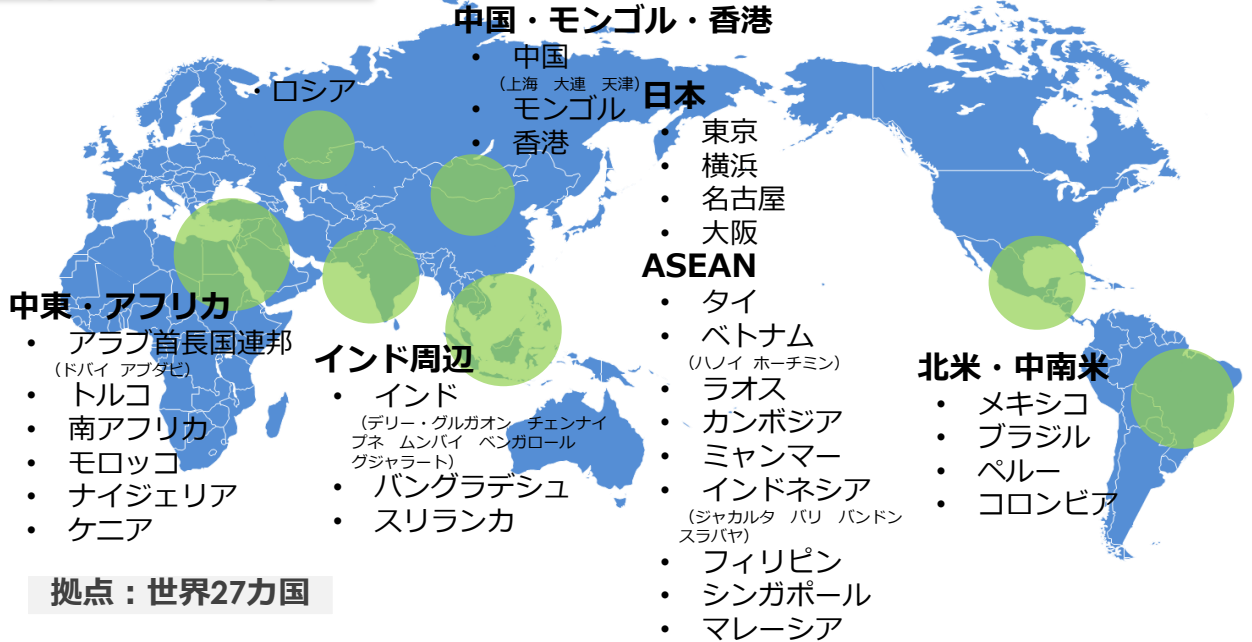 中国・モンゴル・香港
• 中国
（上海　大連　天津）
• モンゴル
• 香港
・ロシア
日本
• 東京
• 横浜
• 名古屋
• 大阪
ASEAN
• タイ
• ベトナム
（ハノイ ホーチミン）
• ラオス
• カンボジア
• ミャンマー
• インドネシア
（ジャカルタ　バリ　バンドン
スラバヤ）
• フィリピン
• シンガポール
• マレーシア
中東・アフリカ
• アラブ首長国連邦
（ドバイ アブダビ）
• トルコ
• 南アフリカ
• モロッコ
• ナイジェリア
• ケニア
インド周辺
• インド
（デリー・グルガオン　チェンナイ
プネ　ムンバイ　ベンガロール
グジャラート）
• バングラデシュ
• スリランカ
北米・中南米
• メキシコ
• ブラジル
• ペルー
• コロンビア
拠点：世界27カ国